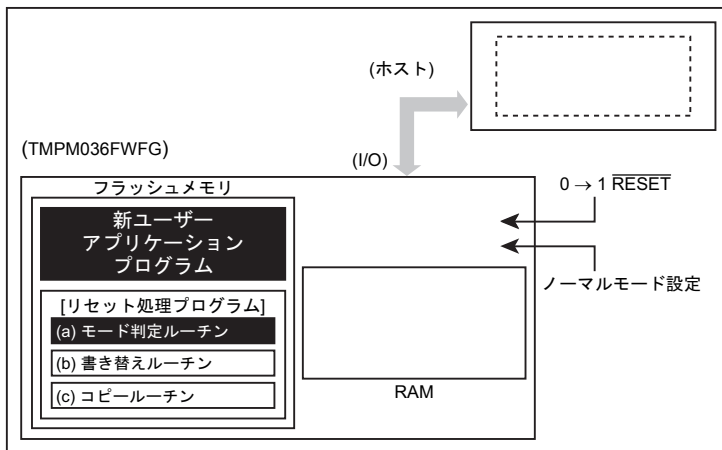 (ホスト)
(TMPM036FWFG)
(I/O)
フラッシュメモリ
0 → 1 RESET
新ユーザー
アプリケーション
プログラム
ノーマルモード設定
[リセット処理プログラム]
(a) モード判定ルーチン
(b) 書き替えルーチン
(c) コピールーチン
RAM